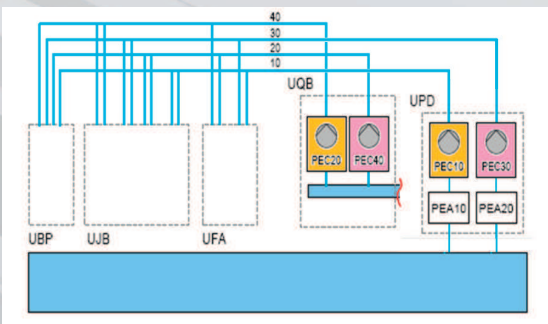 40
30
20
10
UQB
UPD
PEC20 PEC40
PEC10 PEC30
PEA10 PEA20
UBP UJB UFA